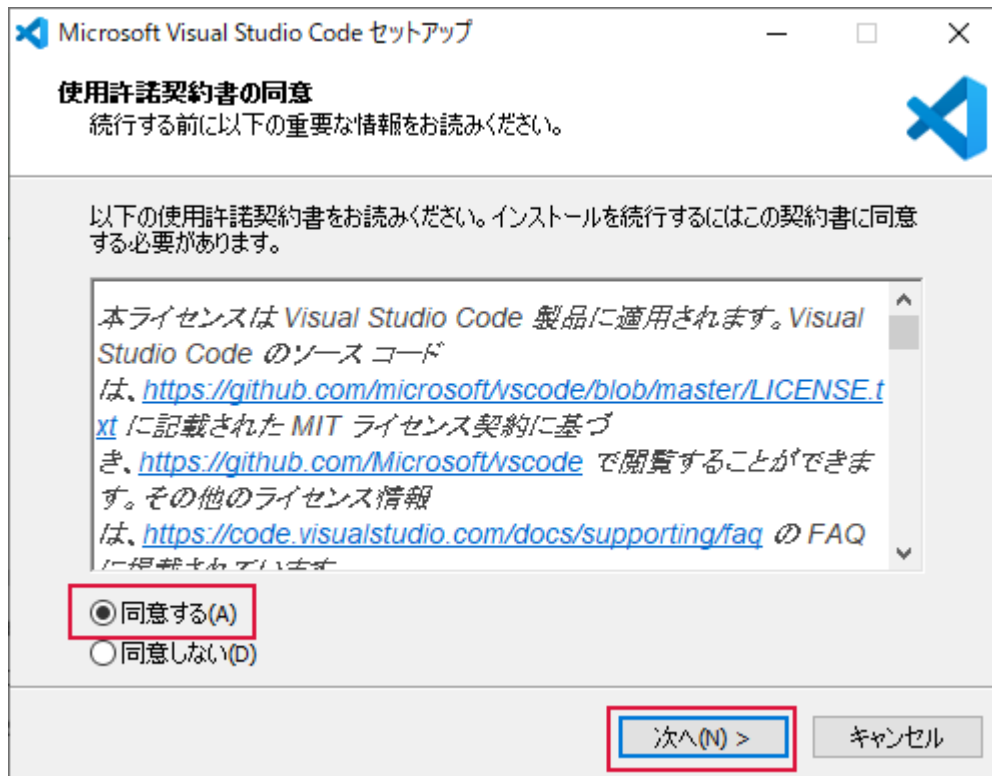 Microsoft Visual Studio Code セットアップ
使用許諾契約書の同意
続行する前に以下の重要な情報をお読みください。
以下の使用許諾契約書をお読みください。インストールを続行するにはこの契約書に同意
する必要があります。
本ライセンスは Visual Studio Code 製品に適用されます。Visual
Studio Code のソース コード
は、https://github.com/microsoft/vscode/blob/master/LICENSE.t
xt に記載された MIT ライセンス契約に基づ
き、https://github.com/Microsoft/vscode で閲覧することができま
す。その他のライセンス情報
は、https://code.visualstudio.com/docs/supporting/faq の FAQ
に掲載されています
同意する(A)
同意しない(D)
次へ(N) >
キャンセル